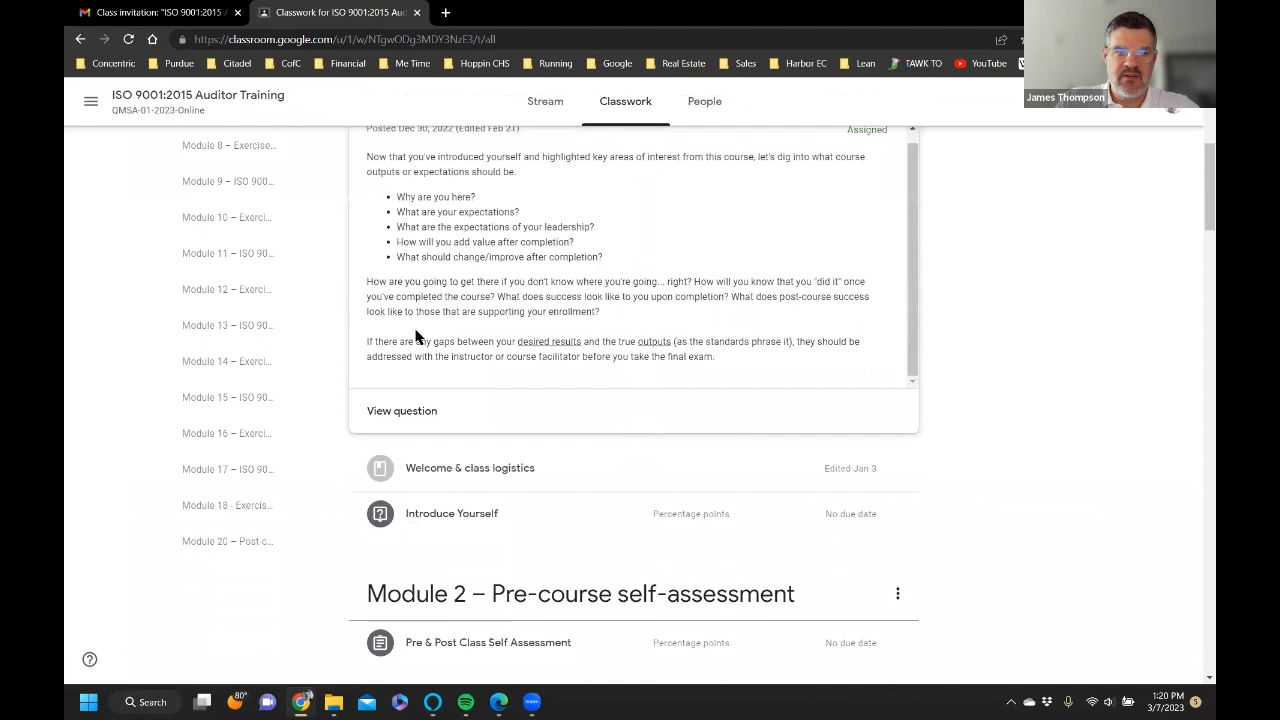 Class invitation: "ISO 9001:2015 A
Classwork for ISO 9001:2015 Aud
https://classroom.google.com/u/1/w/NTgwODg3MDY3NzE3/t/all
Concentric
Purdue
Citadel
CofC
Financial
Me Time
Hoppin CHS
Running
Google
Real Estate
Sales
Harbor EC
Lean
TAWK TO
YouTube
James Thompson
ISO 9001:2015 Auditor Training
QMSA-01-2023-Online
Stream
Classwork
People
Module 8 – Exercise...
Module 9 – ISO 900...
Module 10 – Exerci...
Module 11 – ISO 90...
Module 12 – Exerci...
Module 13 – ISO 90...
Module 14 – Exerci...
Module 15 – ISO 90...
Module 16 – Exerci...
Module 17 – ISO 90...
Module 18 - Exercis...
Module 20 – Post-c...
Posted Dec 30, 2022 (Edited Feb 21)
Assigned
Now that you've introduced yourself and highlighted key areas of interest from this course, let's dig into what course
outputs or expectations should be.
• Why are you here?
• What are your expectations?
• What are the expectations of your leadership?
• How will you add value after completion?
• What should change/improve after completion?
How are you going to get there if you don't know where you're going... right? How will you know that you "did it" once
you've completed the course? What does success look like to you upon completion? What does post-course success
look like to those that are supporting your enrollment?
If there are any gaps between your desired results and the true outputs (as the standards phrase it), they should be
addressed with the instructor or course facilitator before you take the final exam.
View question
Welcome & class logistics
Edited Jan 3
Introduce Yourself
Percentage points
No due date
Module 2 – Pre-course self-assessment
Pre & Post Class Self Assessment
Percentage points
No due date
Search
80°
zoom
1:20 PM
3/7/2023
5